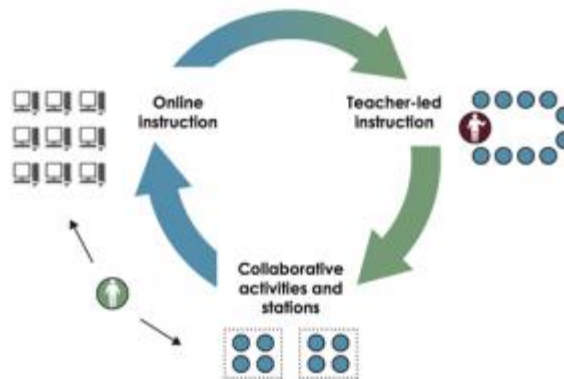 Online
instruction
Teacher-led
instruction
Collaborative
activities and
stations